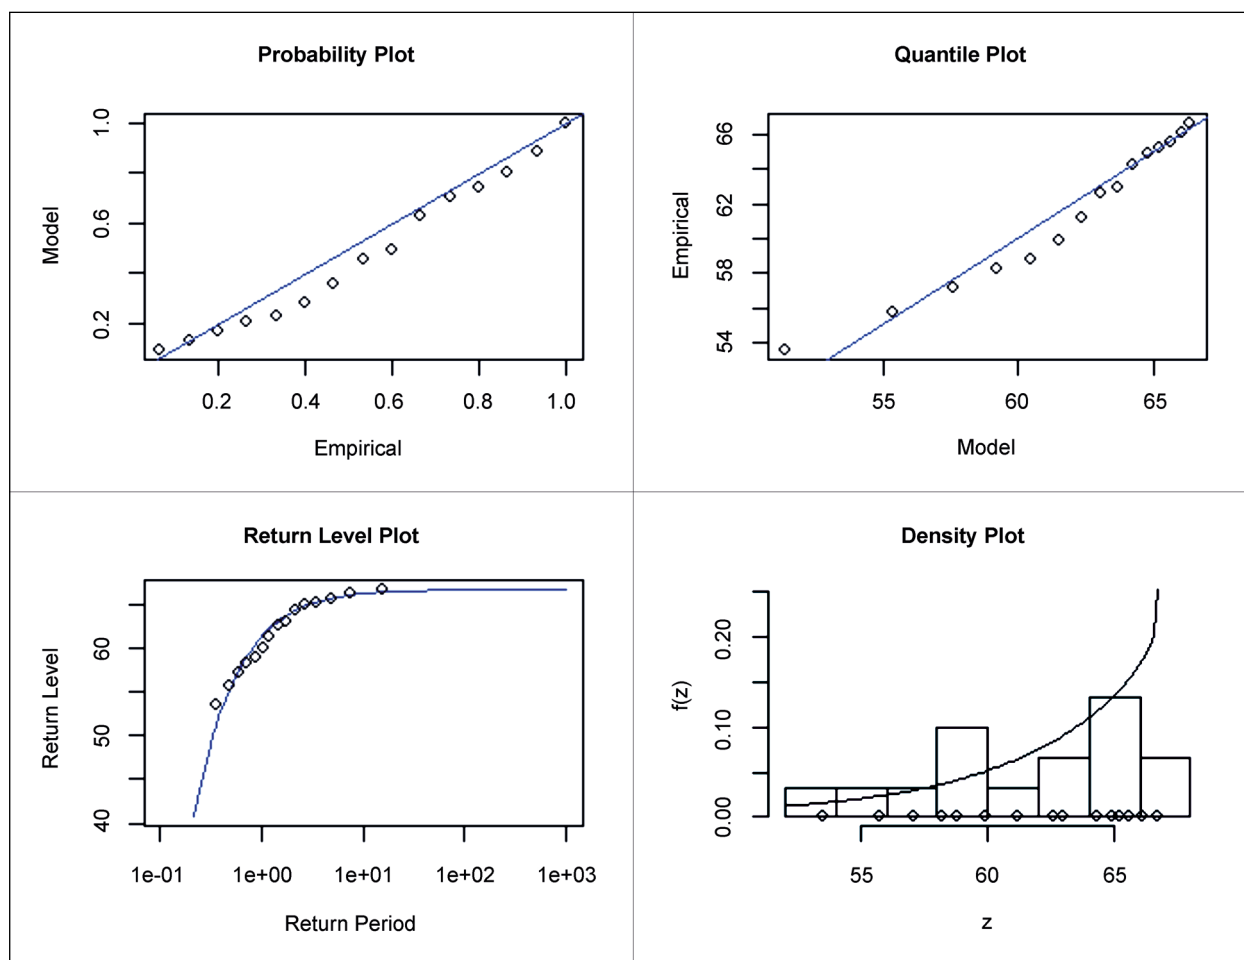 Probability Plot
Model
0.2 0.6 1.0
0.2 0.4 0.6 0.8 1.0
Empirical
Quantile Plot
Empirical
54 58 62 66
55 60 65
Model
Return Level Plot
Return Level
40 50 60
1e-01 1e+00 1e+01 1e+02 1e+03
Return Period
Density Plot
f(z)
0.00 0.10 0.20
55 60 65
z